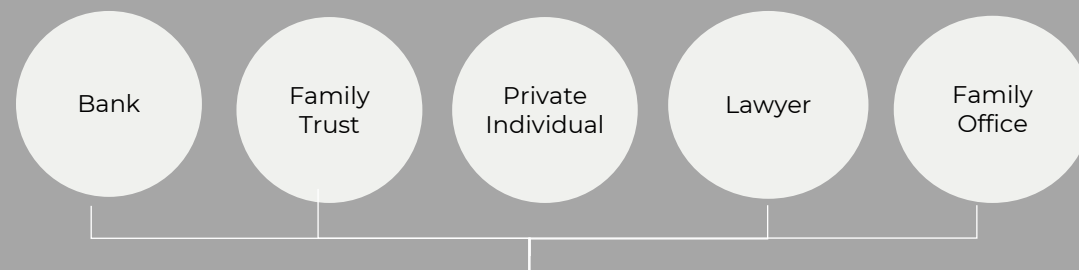 Bank
Family
Trust
Private
Individual
Lawyer
Family
Office